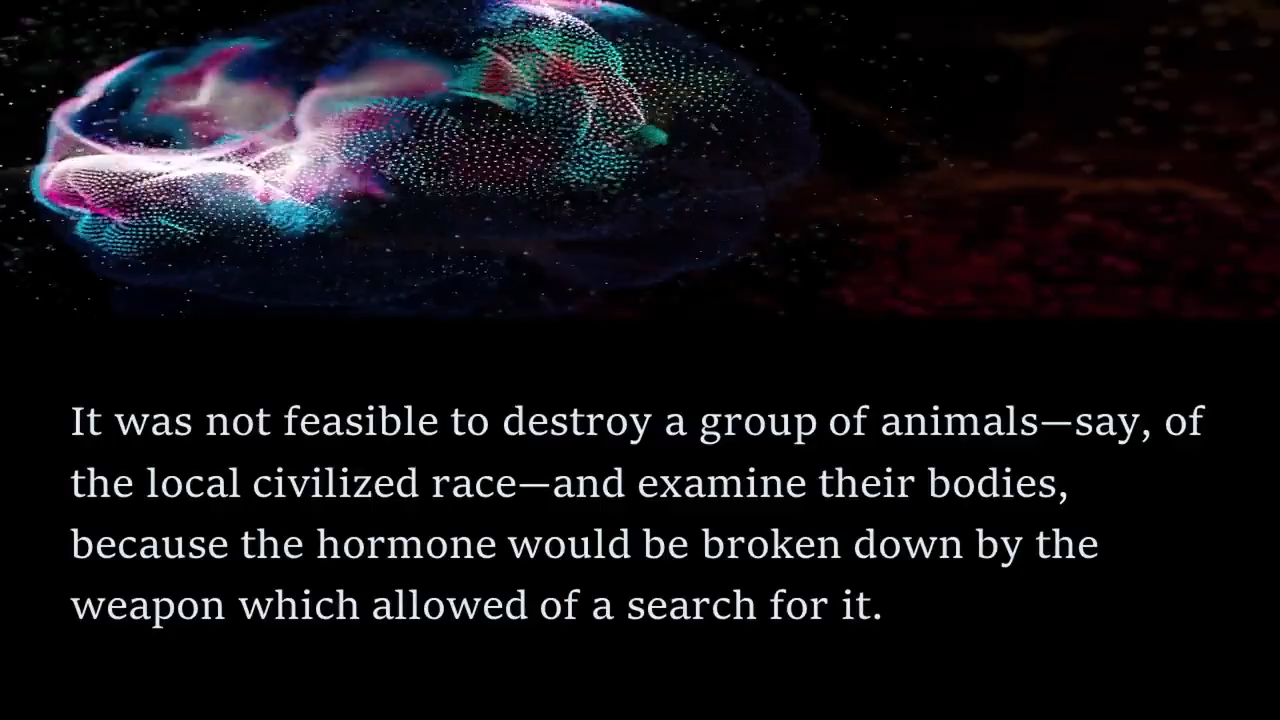 It was not feasible to destroy a group of animals—say, of
the local civilized race—and examine their bodies,
because the hormone would be broken down by the
weapon which allowed of a search for it.